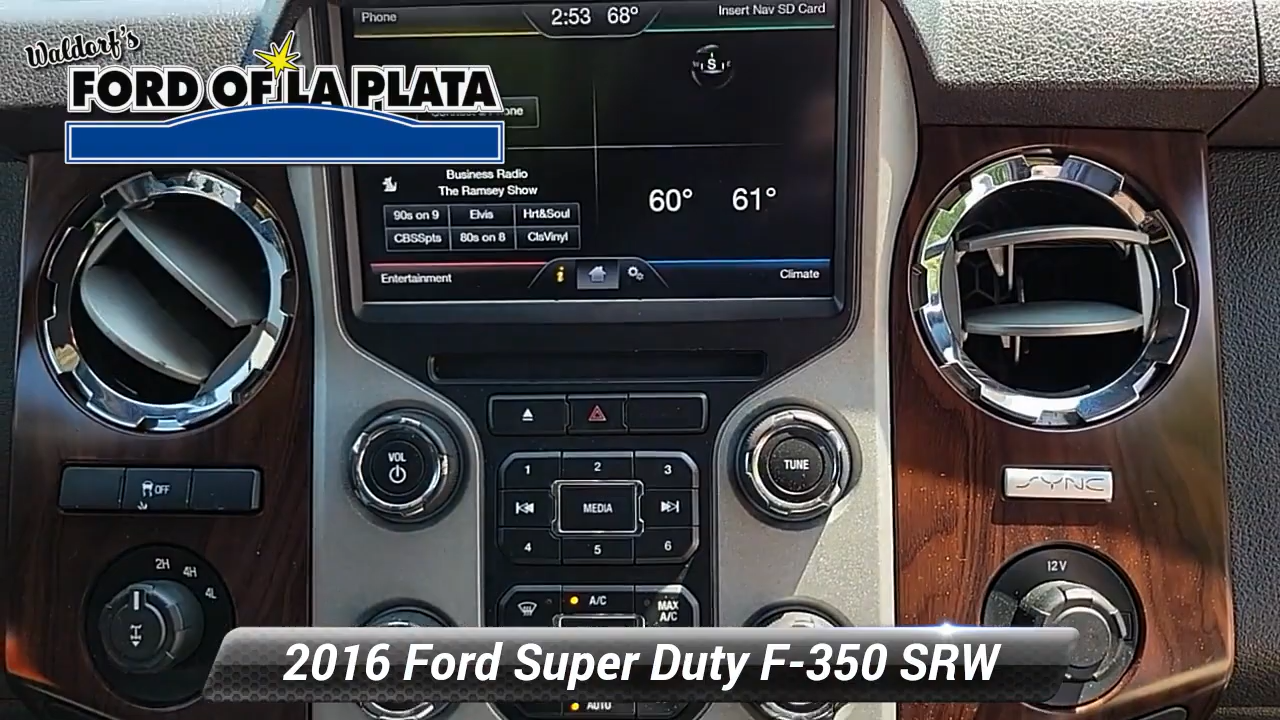 Phone
2:53 68°
Insert Nav SD Card
Waldorf's
FORD OF LA PLATA
S
Business Radio
The Ramsey Show
60° 61°
90s on 9 Elvis Hrt&Soul
CBSSpts 80s on 8 ClsVinyl
Entertainment
i
Climate
VOL
TUNE
1 2 3
MEDIA
4 5 6
OFF
SYNC
2H 4H 4L
12V
A/C
MAX A/C
AUTO
2016 Ford Super Duty F-350 SRW